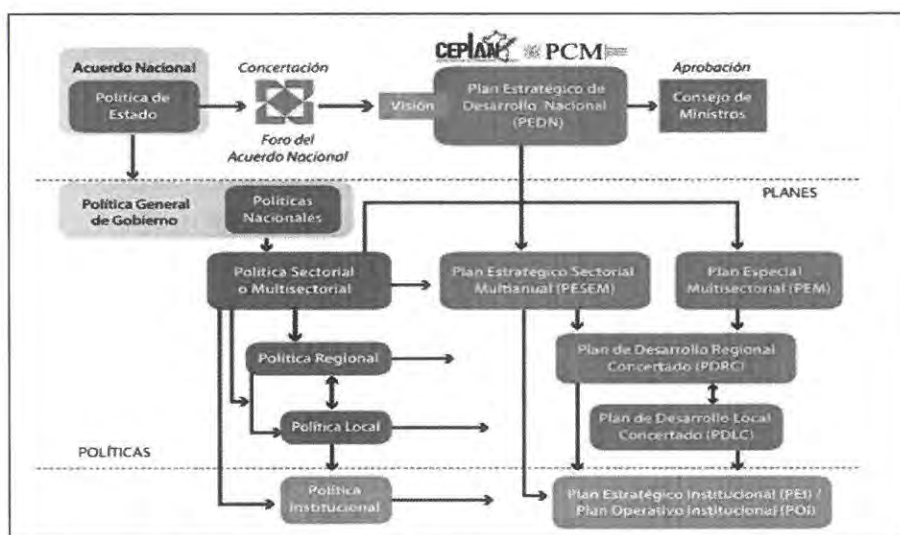 CEPLAN PCM
Acuerdo Nacional
Política de
Estado
Concertación
Foro del
Acuerdo Nacional
Visión
Plan Estratégico de
Desarrollo Nacional
(PEDN)
Aprobación
Consejo de
Ministros
PLANES
Política General
de Gobierno
Políticas
Nacionales
Política Sectorial
o Multisectorial
Plan Estratégico Sectorial
Multianual (PESEM)
Plan Especial
Multisectorial (PEM)
Política Regional
Plan de Desarrollo Regional
Concertado (PDRC)
Política Local
Plan de Desarrollo Local
Concertado (PDLC)
POLÍTICAS
Política
Institucional
Plan Estratégico Institucional (PEI) /
Plan Operativo Institucional (POI)